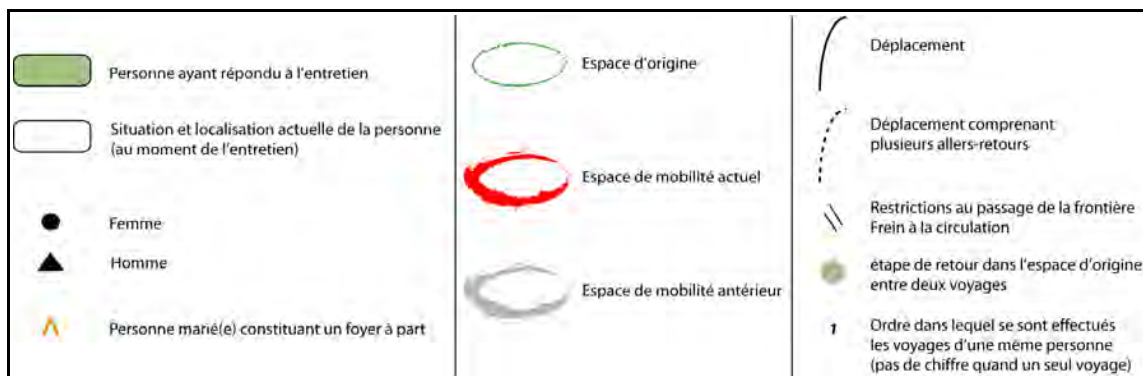 Personne ayant répondu à l'entretien
Situation et localisation actuelle de la personne
(au moment de l'entretien)
Femme
Homme
Personne marié(e) constituant un foyer à part
Espace d'origine
Espace de mobilité actuel
Espace de mobilité antérieur
Déplacement
Déplacement comprenant
plusieurs allers-retours
Restrictions au passage de la frontière
Frein à la circulation
étape de retour dans l'espace d'origine
entre deux voyages
1
Ordre dans lequel se sont effectués
les voyages d'une même personne
(pas de chiffre quand un seul voyage)